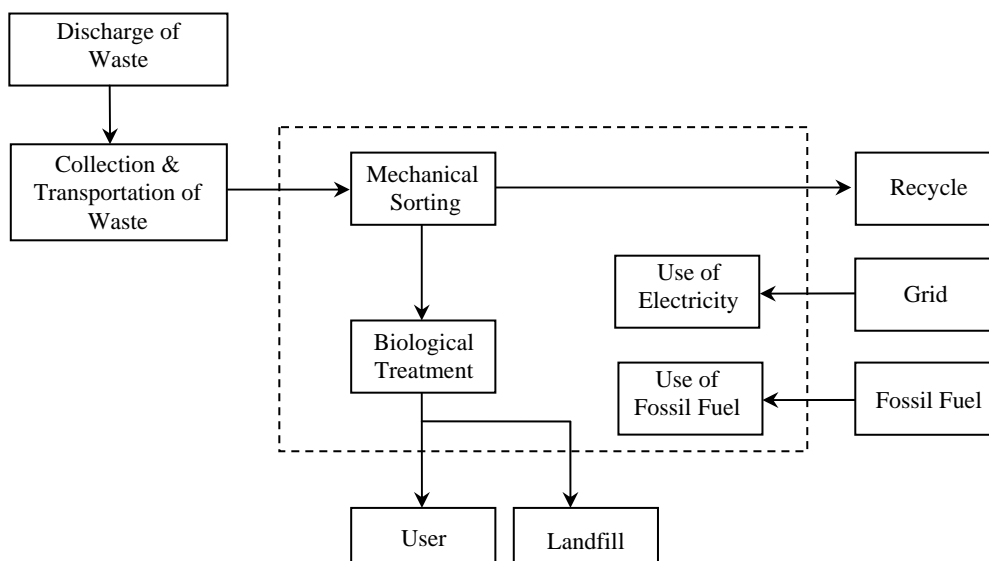 Discharge of
Waste
Collection &
Transportation of
Waste
Mechanical
Sorting
Recycle
Use of
Electricity
Grid
Biological
Treatment
Use of
Fossil Fuel
Fossil Fuel
User
Landfill